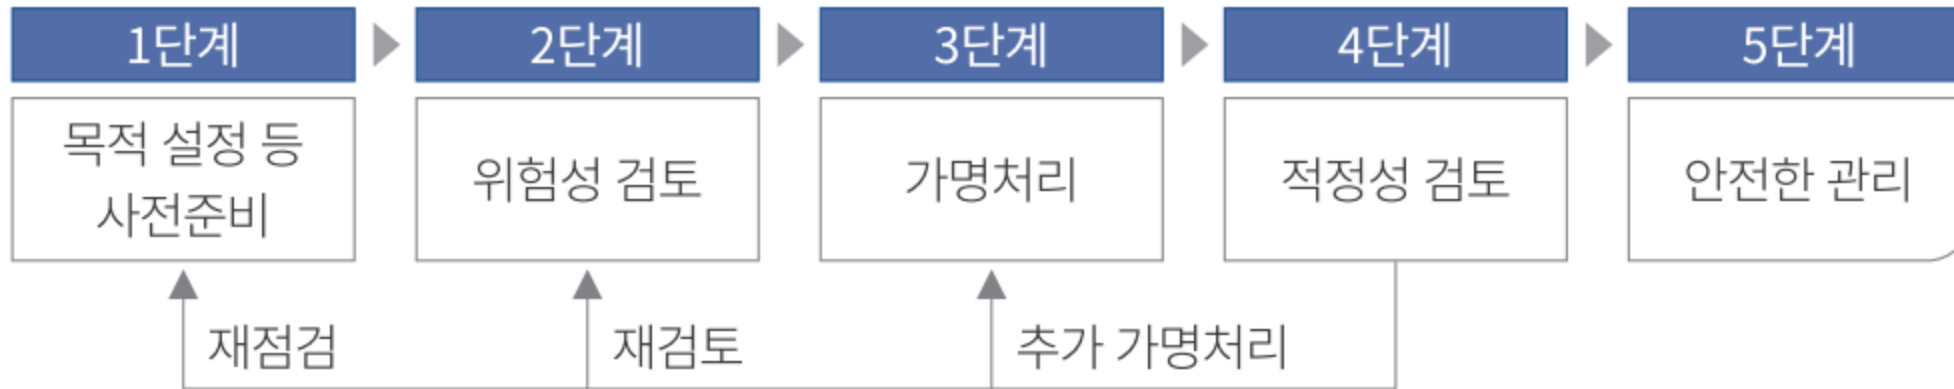 1단계
2단계
3단계
4단계
5단계
목적 설정 등
사전준비
위험성 검토
가명처리
적정성 검토
안전한 관리
재점검
재검토
추가 가명처리